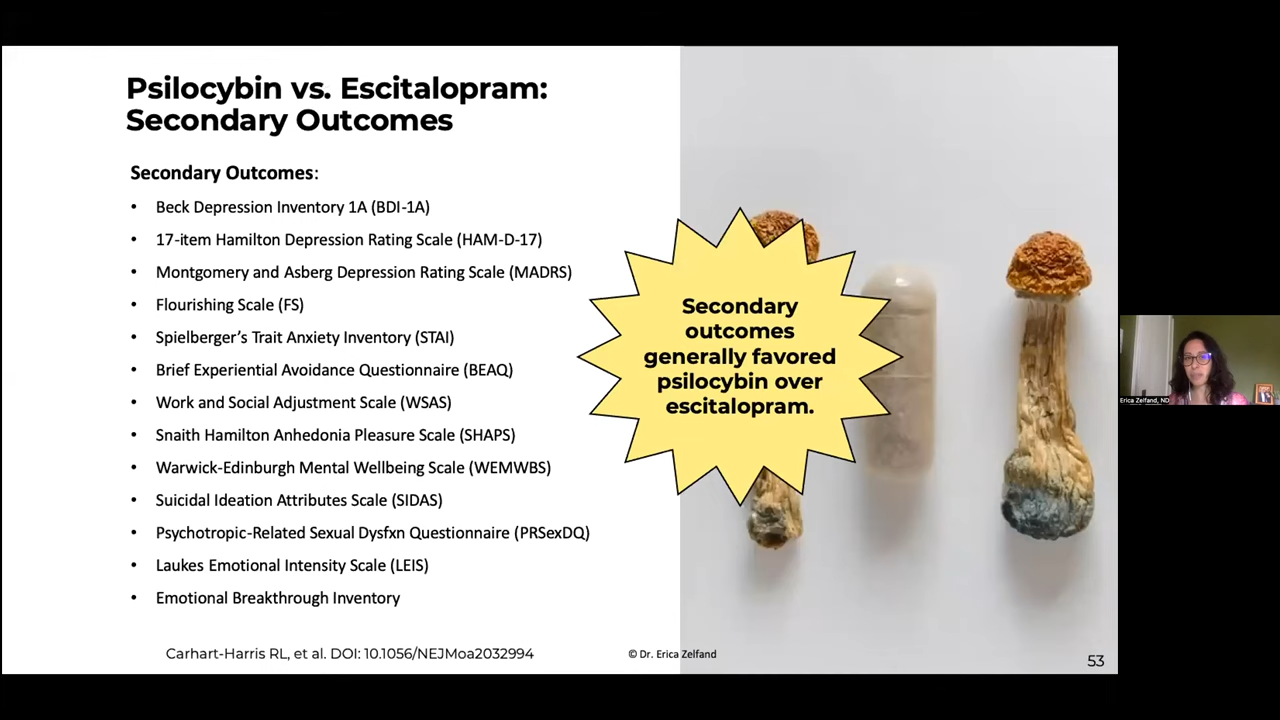 Psilocybin vs. Escitalopram:
Secondary Outcomes
Secondary Outcomes:
• Beck Depression Inventory 1A (BDI-1A)
• 17-item Hamilton Depression Rating Scale (HAM-D-17)
• Montgomery and Asberg Depression Rating Scale (MADRS)
• Flourishing Scale (FS)
• Spielberger's Trait Anxiety Inventory (STAI)
• Brief Experiential Avoidance Questionnaire (BEAQ)
• Work and Social Adjustment Scale (WSAS)
• Snaith Hamilton Anhedonia Pleasure Scale (SHAPS)
• Warwick-Edinburgh Mental Wellbeing Scale (WEMWBS)
• Suicidal Ideation Attributes Scale (SIDAS)
• Psychotropic-Related Sexual Dysfxn Questionnaire (PRSexDQ)
• Laukes Emotional Intensity Scale (LEIS)
• Emotional Breakthrough Inventory
Secondary
outcomes
generally favored
psilocybin over
escitalopram.
Carhart-Harris RL, et al. DOI: 10.1056/NEJMoa2032994
© Dr. Erica Zelfand
53
Erica Zelfand, ND